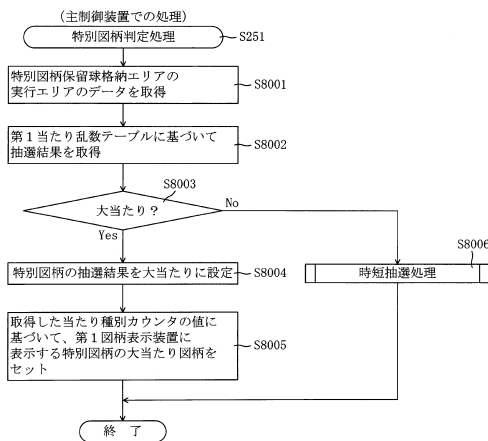 (主制御装置での処理)
特別図柄判定処理
S251
特別図柄保留球格納エリアの
実行エリアのデータを取得
S8001
第1当たり乱数テーブルに基づいて
抽選結果を取得
S8002
S8003
大当たり?
No
Yes
S8006
特別図柄の抽選結果を大当たりに設定
S8004
時短抽選処理
取得した当たり種別カウンタの値に
基づいて、第1図柄表示装置に
表示する特別図柄の大当たり図柄を
セット
S8005
終 了